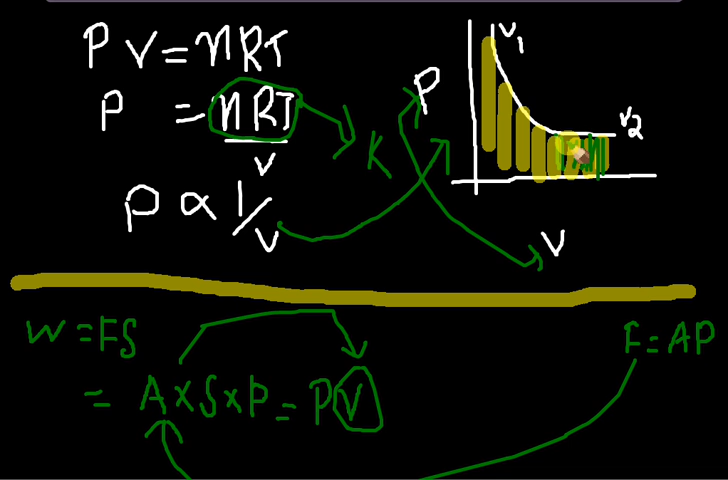 PV = nRT
P = nRT/V
K
P ∝ 1/V
P
V1
V2
V
W = FS
= A × S × P = PV
F = AP